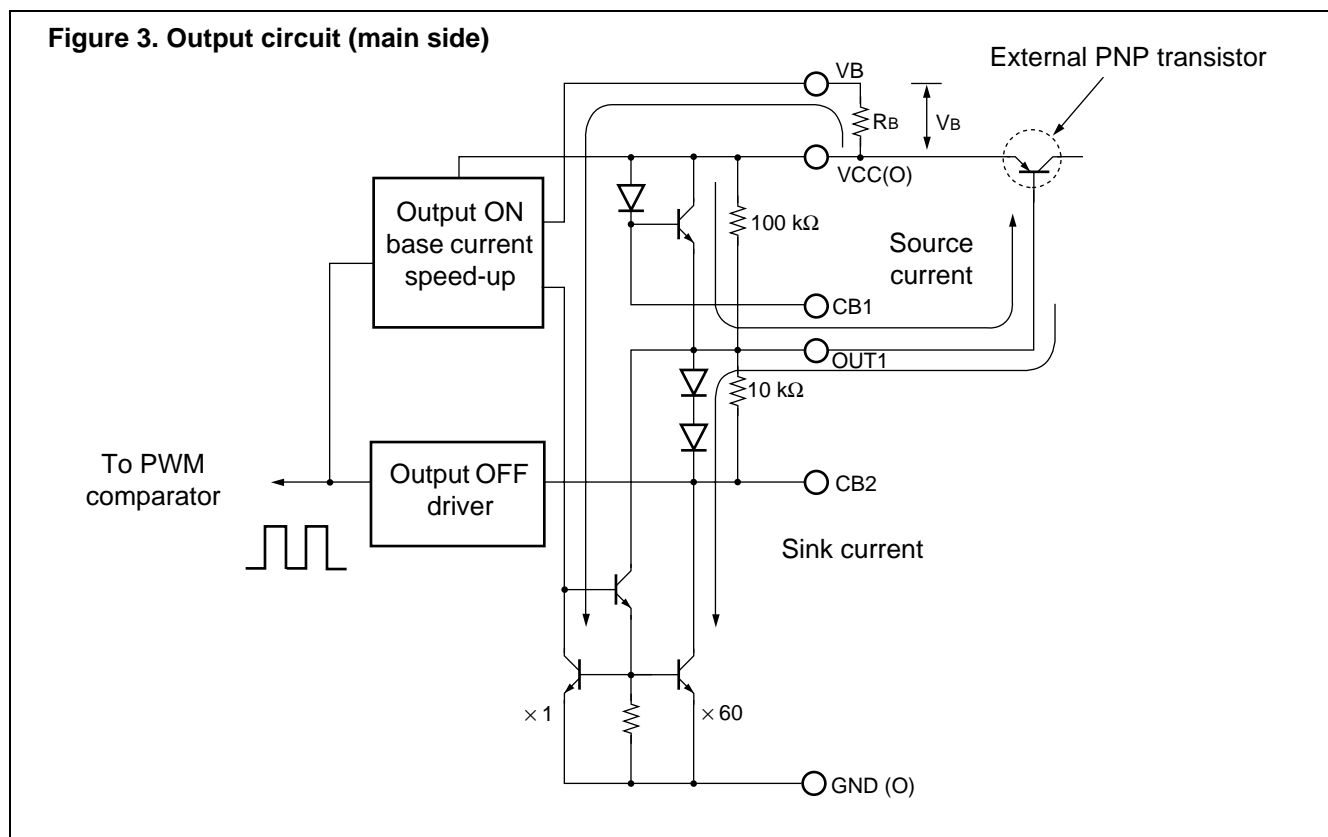 Figure 3. Output circuit (main side)
External PNP transistor
VB
RB
VB
VCC(O)
Output ON
base current
speed-up
100 kΩ
Source
current
CB1
OUT1
10 kΩ
To PWM
comparator
Output OFF
driver
CB2
Sink current
× 1
× 60
GND (O)